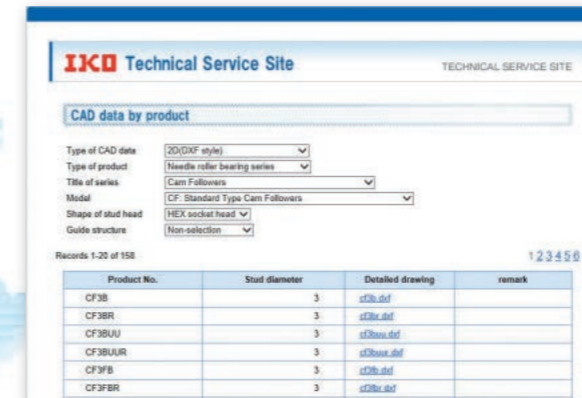 IKO Technical Service Site
TECHNICAL SERVICE SITE
CAD data by product
Type of CAD data 2D(DXF style)
Type of product Needle roller bearing series
Title of series Cam Followers
Model CF: Standard Type Cam Followers
Shape of stud head HEX socket head
Guide structure Non-selection
Records 1-20 of 158
1 2 3 4 5 6
Product No. Stud diameter Detailed drawing remark
CF3B 3 cf3b.dxf
CF3BR 3 cf3br.dxf
CF3BUU 3 cf3buu.dxf
CF3BUUR 3 cf3buur.dxf
CF3FB 3 cf3fb.dxf
CF3FBR 3 cf3fbr.dxf